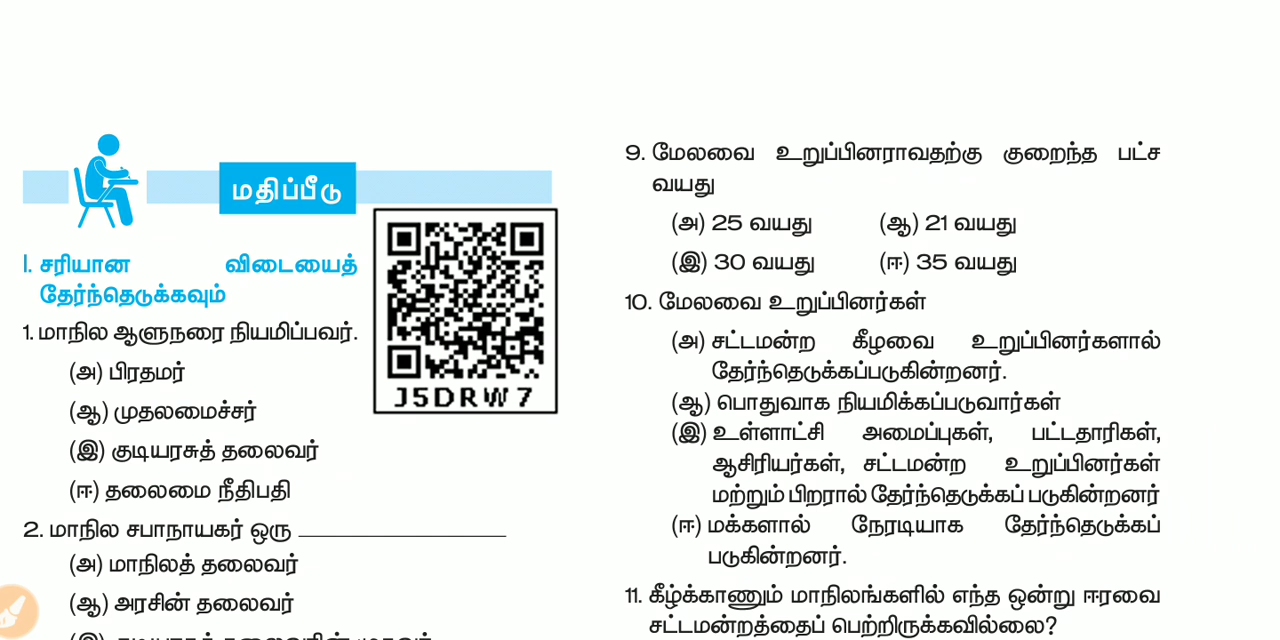 மதிப்பீடு
I. சரியான விடையைத்
தேர்ந்தெடுக்கவும்
1. மாநில ஆளுநரை நியமிப்பவர்.
(அ) பிரதமர்
(ஆ) முதலமைச்சர்
(இ) குடியரசுத் தலைவர்
(ஈ) தலைமை நீதிபதி
J5DRW7
2. மாநில சபாநாயகர் ஒரு ____________
(அ) மாநிலத் தலைவர்
(ஆ) அரசின் தலைவர்
9. மேலவை உறுப்பினராவதற்கு குறைந்த பட்ச
வயது
(அ) 25 வயது (ஆ) 21 வயது
(இ) 30 வயது (ஈ) 35 வயது
10. மேலவை உறுப்பினர்கள்
(அ) சட்டமன்ற கீழவை உறுப்பினர்களால்
தேர்ந்தெடுக்கப்படுகின்றனர்.
(ஆ) பொதுவாக நியமிக்கப்படுவார்கள்
(இ) உள்ளாட்சி அமைப்புகள், பட்டதாரிகள்,
ஆசிரியர்கள், சட்டமன்ற உறுப்பினர்கள்
மற்றும் பிறரால் தேர்ந்தெடுக்கப் படுகின்றனர்
(ஈ) மக்களால் நேரடியாக தேர்ந்தெடுக்கப்
படுகின்றனர்.
11. கீழ்க்காணும் மாநிலங்களில் எந்த ஒன்று ஈரவை
சட்டமன்றத்தைப் பெற்றிருக்கவில்லை?